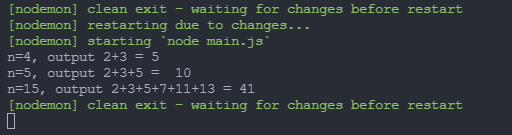 [nodemon] clean exit - waiting for changes before restart
[nodemon] restarting due to changes...
[nodemon] starting `node main.js`
n=4, output 2+3 = 5
n=5, output 2+3+5 =  10
n=15, output 2+3+5+7+11+13 = 41
[nodemon] clean exit - waiting for changes before restart